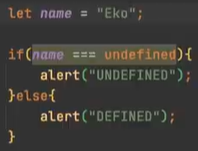 let name = "Eko";
if(name === undefined){
alert("UNDEFINED");
}else{
alert("DEFINED");
}